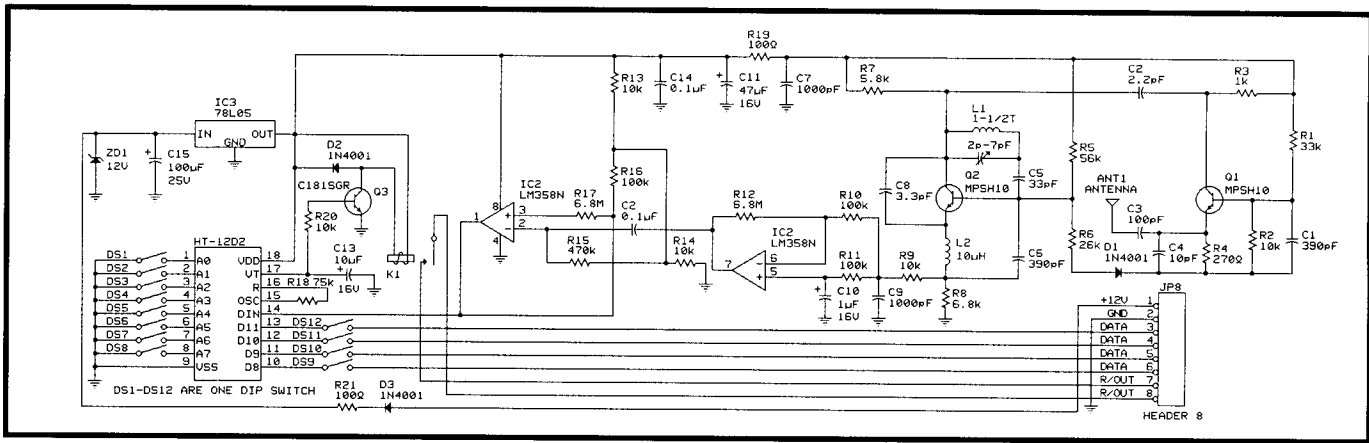 R19
100Ω
R13
10k
C14
0.1µF
C11
47µF
16V
C7
1000pF
R7
5.8k
C2
2.2pF
R3
1k
IC3
78L05
IN
OUT
GND
ZD1
12V
C15
100µF
25V
D2
1N4001
C1815GR
Q3
R20
10k
C13
10µF
16V
K1
R16
100k
IC2
LM358N
8
1
3
2
4
R17
6.8M
C2
0.1µF
R15
470k
R14
10k
R12
6.8M
IC2
LM358N
7
6
5
R10
100k
R11
100k
C10
1µF
16V
C9
1000pF
R9
10k
L1
1-1/2T
2p-7pF
C8
3.3pF
Q2
MPSH10
C5
33pF
L2
10µH
R8
6.8k
C6
390pF
R5
56k
R6
26k
ANT1
ANTENNA
C3
100pF
D1
1N4001
C4
10pF
Q1
MPSH10
R4
270Ω
R2
10k
R1
33k
C1
390pF
HT-12D2
DS1 1 A0 VDD 18
DS2 2 A1 VT 17
DS3 3 A2 R 16
R18 75k
DS4 4 A3 OSC 15
DS5 5 A4 DIN 14
DS6 6 A5 D11 13 DS12
DS7 7 A6 D10 12 DS11
DS8 8 A7 D9 11 DS10
9 VSS D8 10 DS9
DS1-DS12 ARE ONE DIP SWITCH
R21
100Ω
D3
1N4001
JP8
+12V 1
GND 2
DATA 3
DATA 4
DATA 5
DATA 6
R/OUT 7
R/OUT 8
HEADER 8